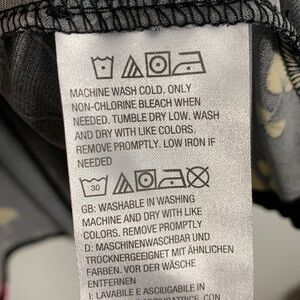 MACHINE WASH COLD. ONLY
NON-CHLORINE BLEACH WHEN
NEEDED. TUMBLE DRY LOW. WASH
AND DRY WITH LIKE COLORS.
REMOVE PROMPTLY. LOW IRON IF
NEEDED
30
GB: WASHABLE IN WASHING
MACHINE AND DRY WITH LIKE
COLORS. REMOVE PROMPTLY
D: MASCHINENWASCHBAR UND
TROCKNERGEEIGNET MIT ÄHNLICHEN
FARBEN. VOR DER WÄSCHE
ENTFERNEN
I: LAVABILE E ASCIUGABILE IN